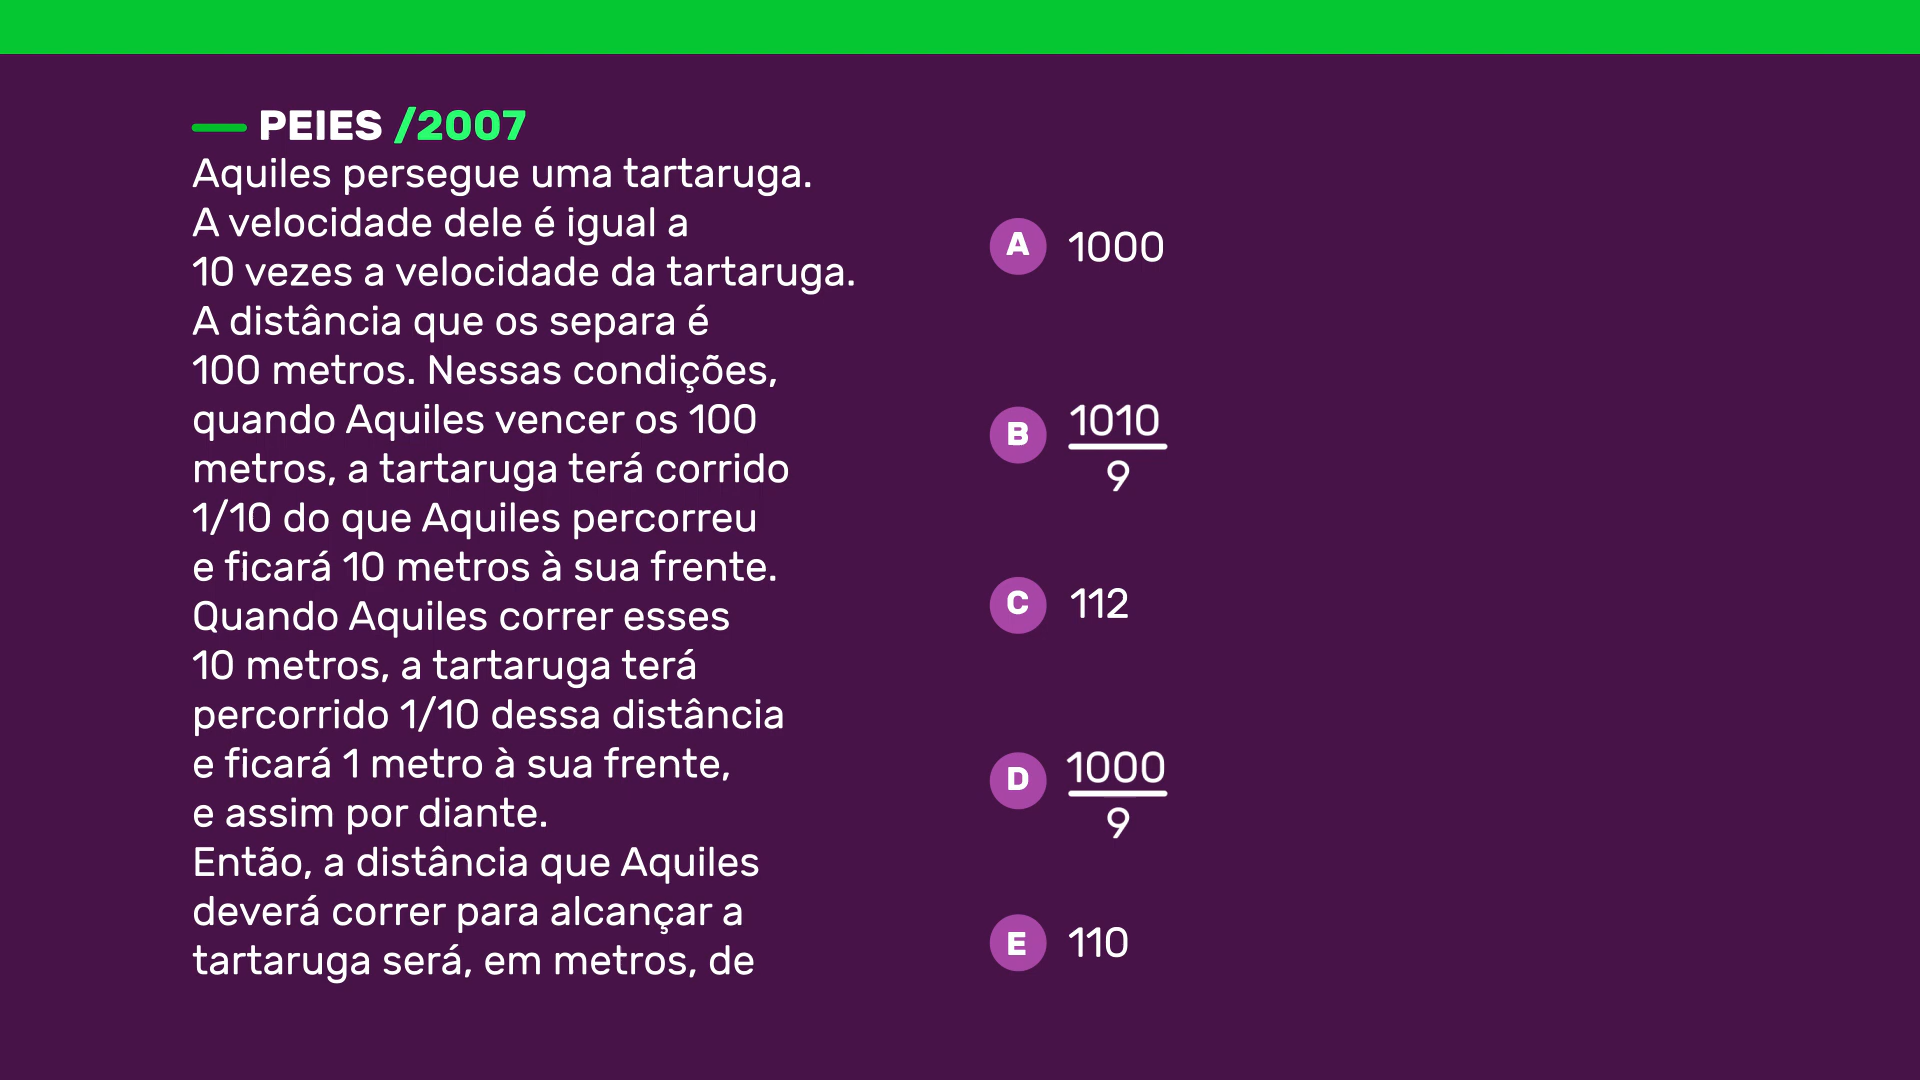 PEIES /2007
Aquiles persegue uma tartaruga.
A velocidade dele é igual a
10 vezes a velocidade da tartaruga.
A distância que os separa é
100 metros. Nessas condições,
quando Aquiles vencer os 100
metros, a tartaruga terá corrido
1/10 do que Aquiles percorreu
e ficará 10 metros à sua frente.
Quando Aquiles correr esses
10 metros, a tartaruga terá
percorrido 1/10 dessa distância
e ficará 1 metro à sua frente,
e assim por diante.
Então, a distância que Aquiles
deverá correr para alcançar a
tartaruga será, em metros, de
A 1000
B 1010
9
C 112
D 1000
9
E 110